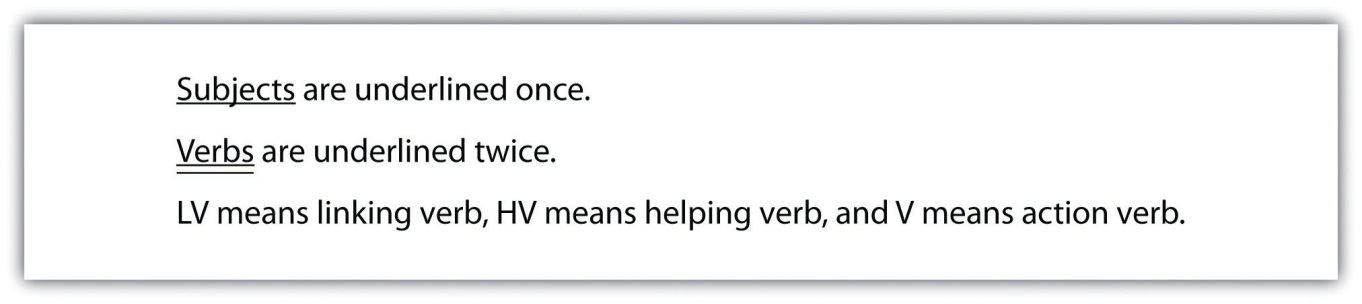 Subjects are underlined once.
Verbs are underlined twice.
LV means linking verb, HV means helping verb, and V means action verb.